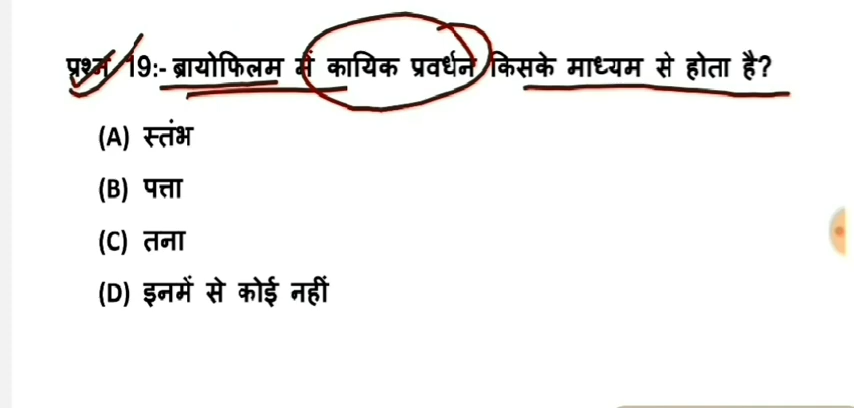 प्रश्न 19:- ब्रायोफिलम में कायिक प्रवर्धन किसके माध्यम से होता है?
(A) स्तंभ
(B) पत्ता
(C) तना
(D) इनमें से कोई नहीं